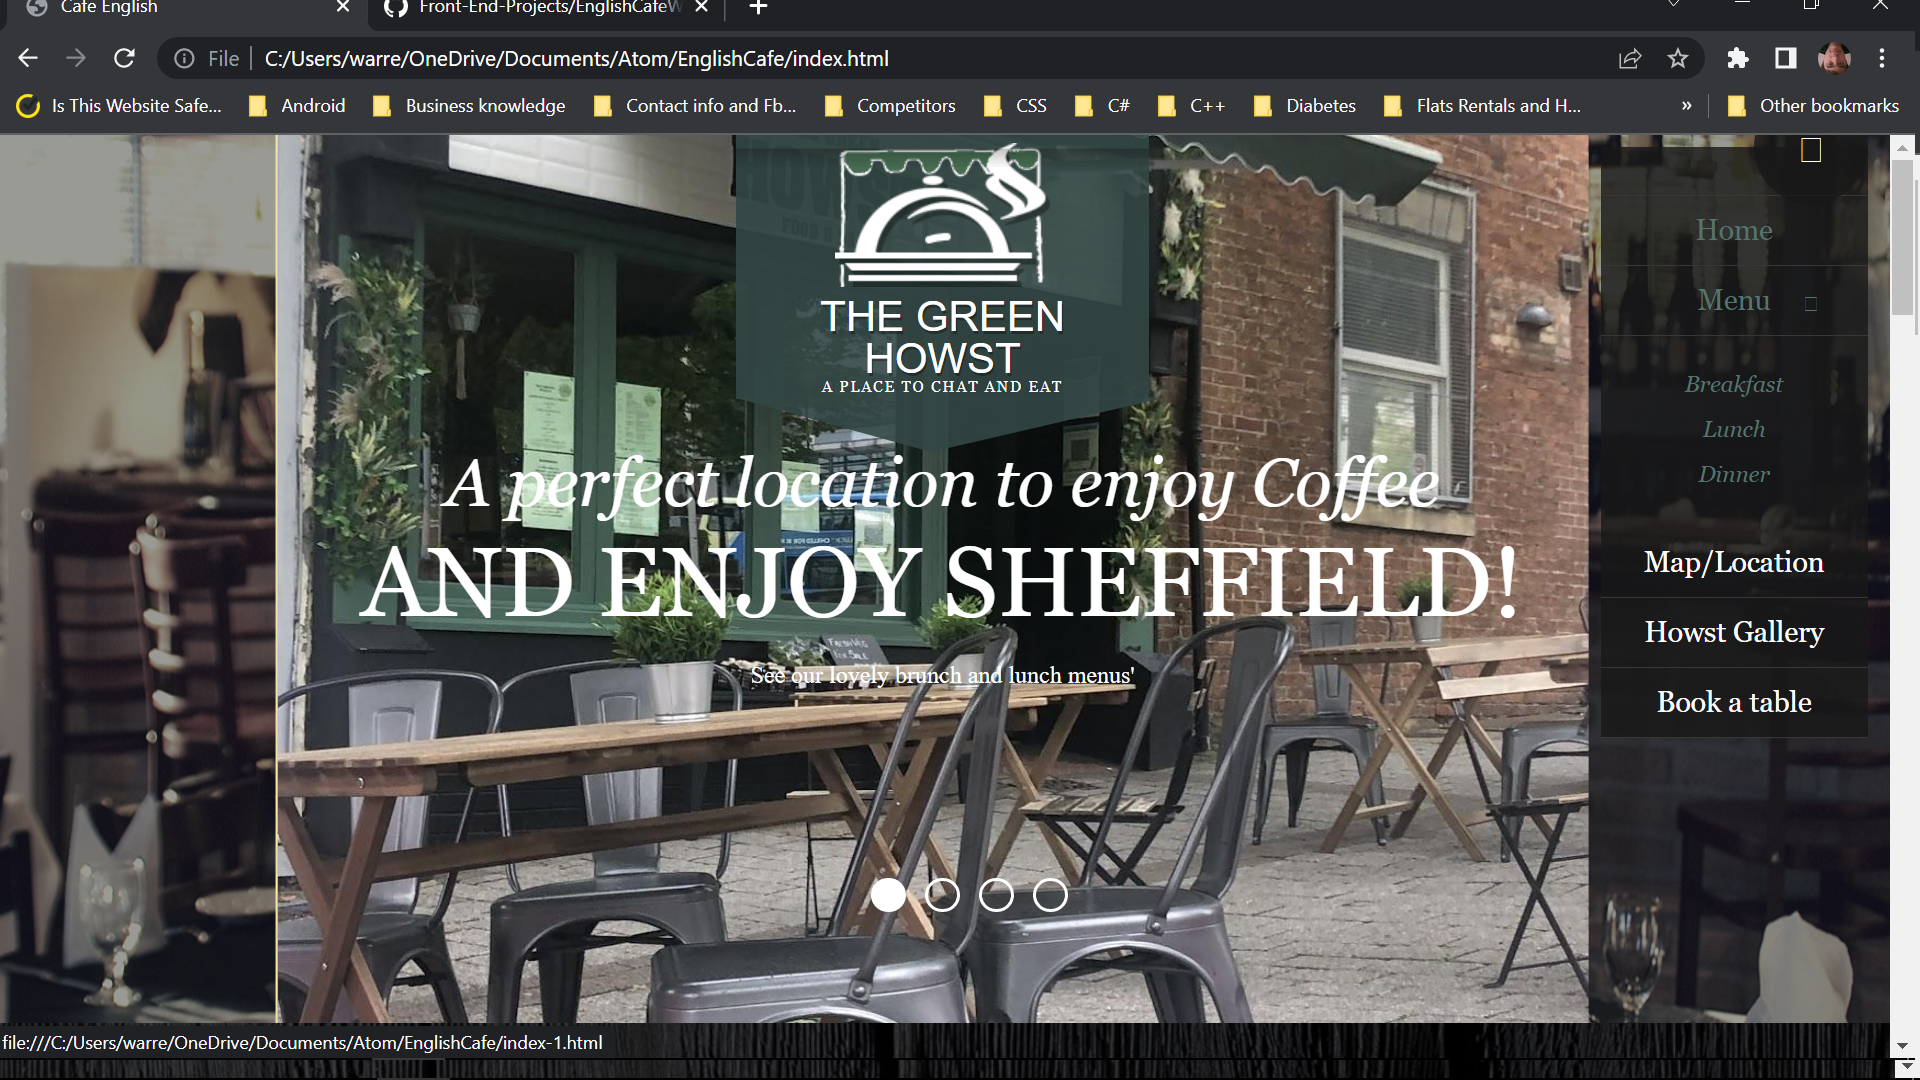 Cafe English
Front-End-Projects/EnglishCafeW
File
C:/Users/warre/OneDrive/Documents/Atom/EnglishCafe/index.html
Is This Website Safe...
Android
Business knowledge
Contact info and Fb...
Competitors
CSS
C#
C++
Diabetes
Flats Rentals and H...
»
Other bookmarks
THE GREEN
HOWST
A PLACE TO CHAT AND EAT
A perfect location to enjoy Coffee
AND ENJOY SHEFFIELD!
See our lovely brunch and lunch menus'
Home
Menu
Breakfast
Lunch
Dinner
Map/Location
Howst Gallery
Book a table
file:///C:/Users/warre/OneDrive/Documents/Atom/EnglishCafe/index-1.html